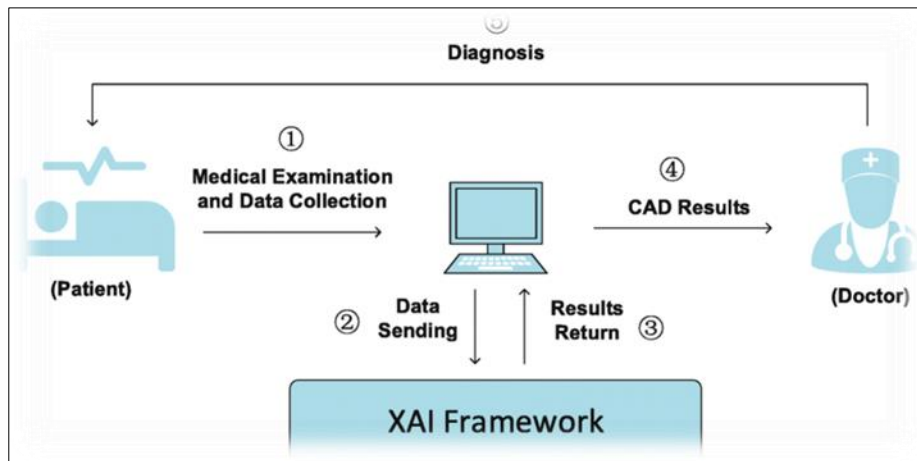 ⑤
Diagnosis
①
Medical Examination
and Data Collection
④
CAD Results
(Patient)
(Doctor)
②
Data
Sending
Results
Return
③
XAI Framework